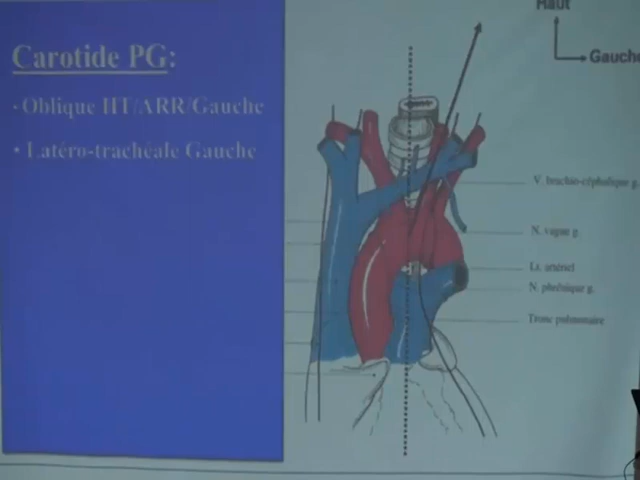 Carotide PG:
- Oblique HT/ARR/Gauche
• Latéro-trachéale Gauche
Haut
Gauche
V. brachio-céphalique g.
N. vague g.
Lt. artériel
N. phrénique g.
Tronc pulmonaire